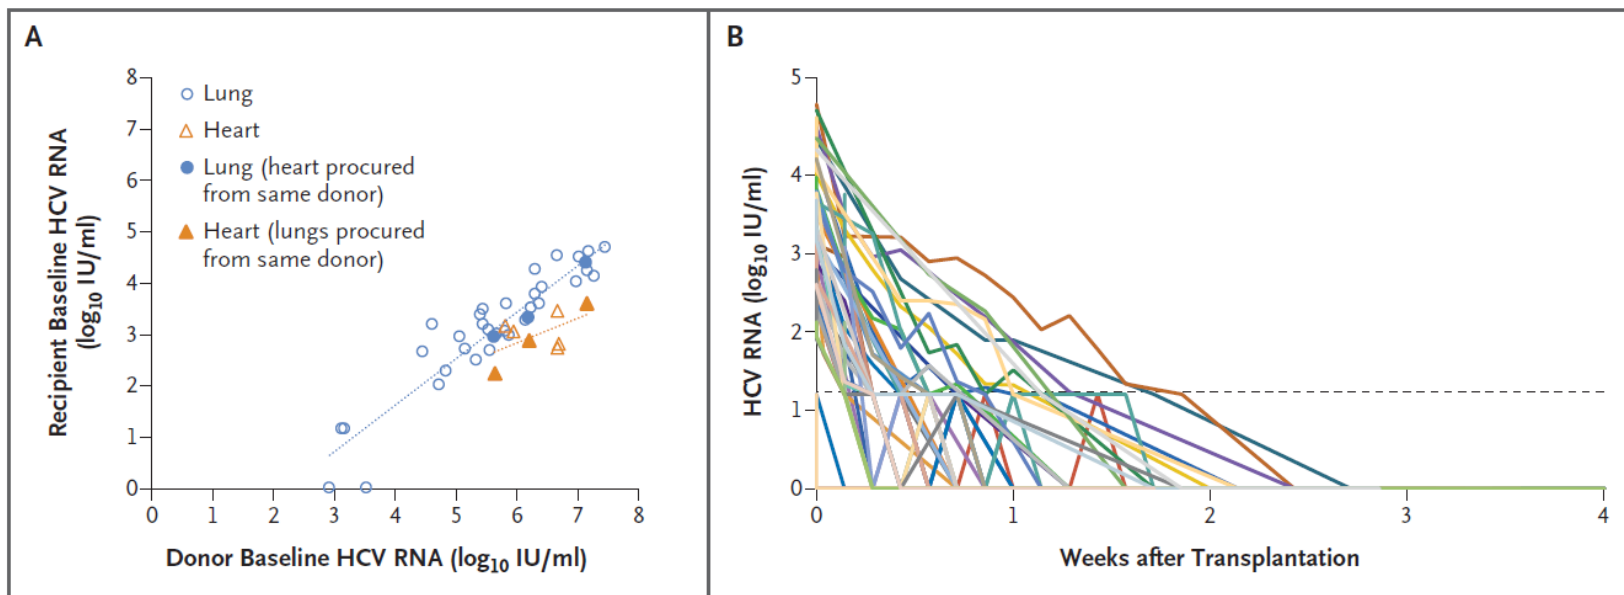 A
8
7
6
5
4
3
2
1
0
Recipient Baseline HCV RNA
(log10 IU/ml)
Lung
Heart
Lung (heart procured
from same donor)
Heart (lungs procured
from same donor)
0 1 2 3 4 5 6 7 8
Donor Baseline HCV RNA (log10 IU/ml)
B
5
4
3
2
1
0
HCV RNA (log10 IU/ml)
0 1 2 3 4
Weeks after Transplantation